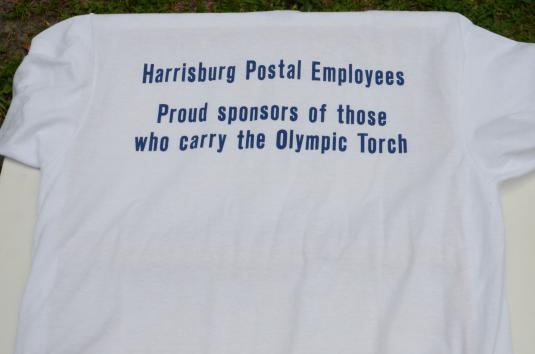 Harrisburg Postal Employees
Proud sponsors of those
who carry the Olympic Torch